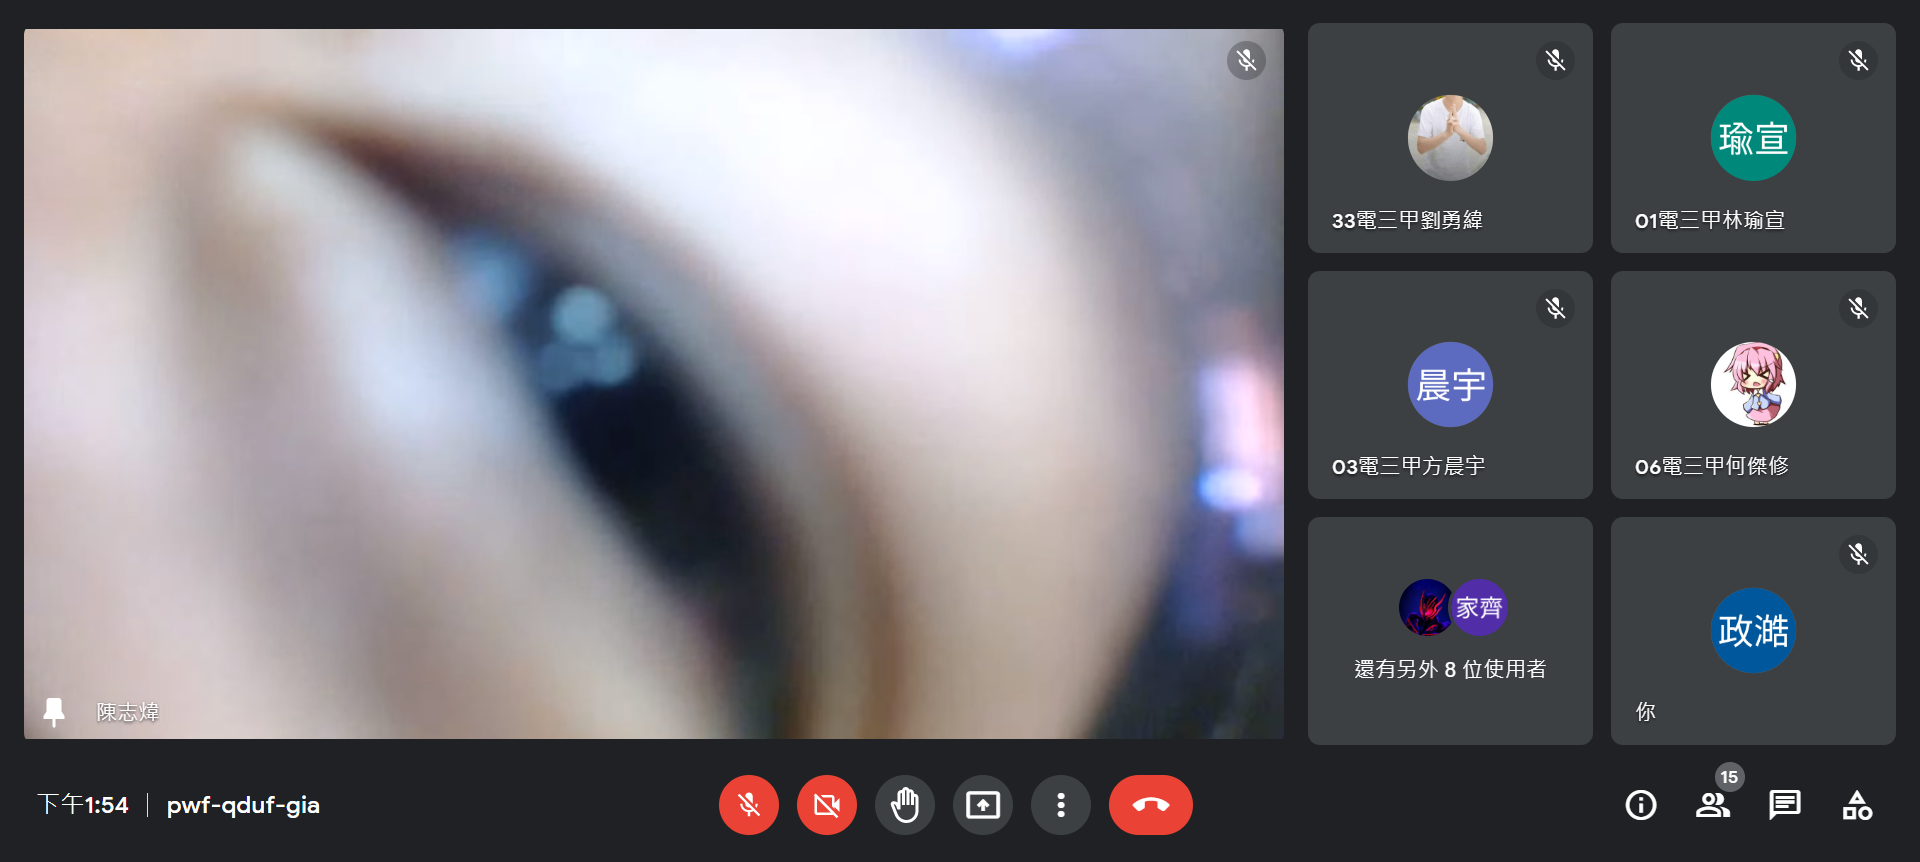 陳志煒
33電三甲劉勇緯
瑜宣
01電三甲林瑜宣
晨宇
03電三甲方晨宇
06電三甲何傑修
家齊
還有另外 8 位使用者
政澔
你
下午1:54
pwf-qduf-gia
15